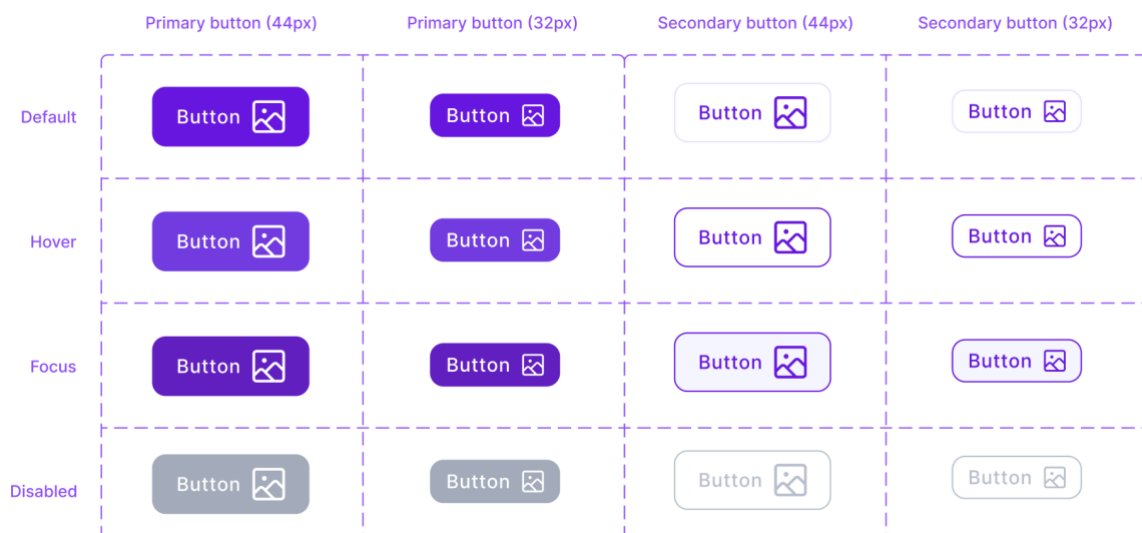 Primary button (44px) Primary button (32px) Secondary button (44px) Secondary button (32px)
Default Button Button Button Button
Hover Button Button Button Button
Focus Button Button Button Button
Disabled Button Button Button Button